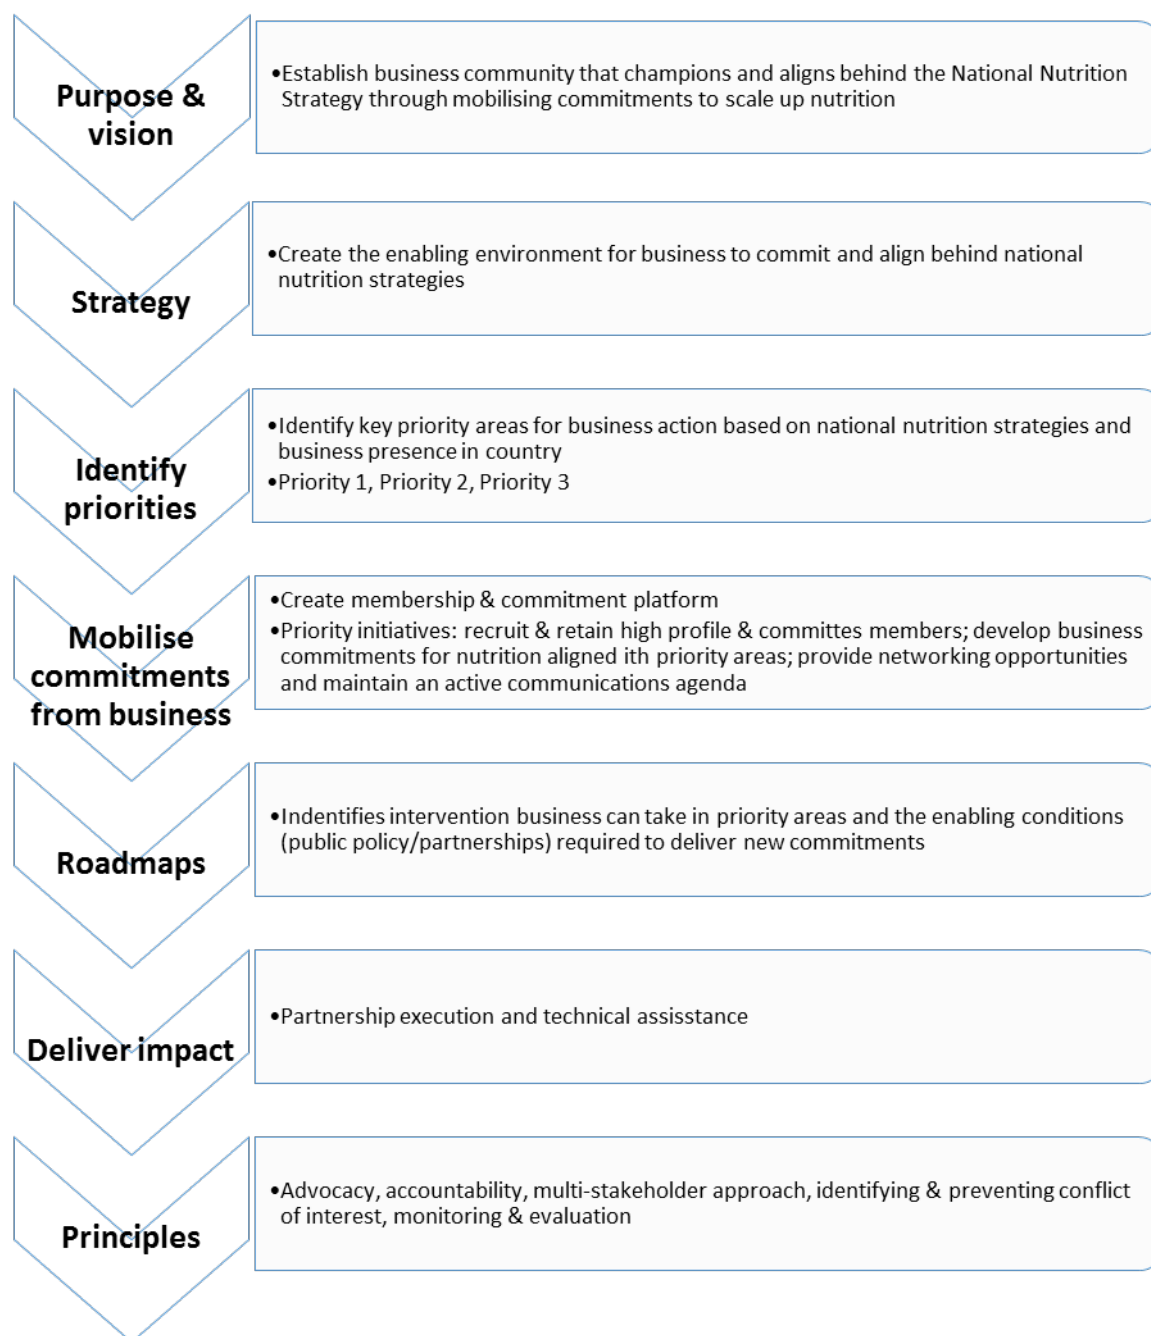 Purpose &
vision
•Establish business community that champions and aligns behind the National Nutrition
Strategy through mobilising commitments to scale up nutrition
Strategy
•Create the enabling environment for business to commit and align behind national
nutrition strategies
Identify
priorities
•Identify key priority areas for business action based on national nutrition strategies and
business presence in country
•Priority 1, Priority 2, Priority 3
Mobilise
commitments
from business
•Create membership & commitment platform
•Priority initiatives: recruit & retain high profile & committes members; develop business
commitments for nutrition aligned ith priority areas; provide networking opportunities
and maintain an active communications agenda
Roadmaps
•Indentifies intervention business can take in priority areas and the enabling conditions
(public policy/partnerships) required to deliver new commitments
Deliver impact
•Partnership execution and technical assisstance
Principles
•Advocacy, accountability, multi-stakeholder approach, identifying & preventing conflict
of interest, monitoring & evaluation